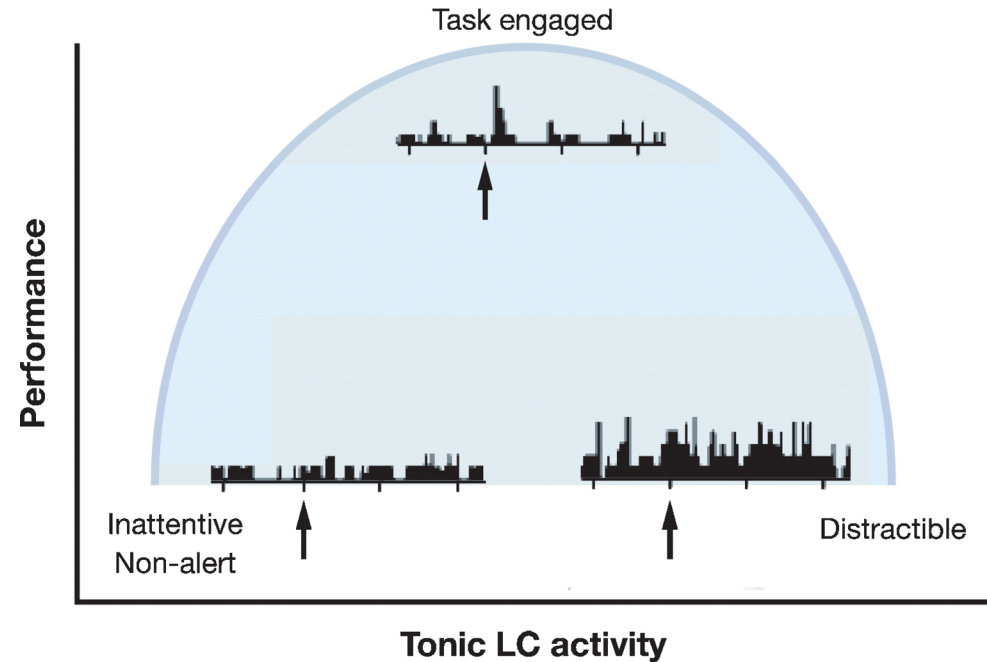 Task engaged
Performance
Inattentive
Non-alert
Distractible
Tonic LC activity